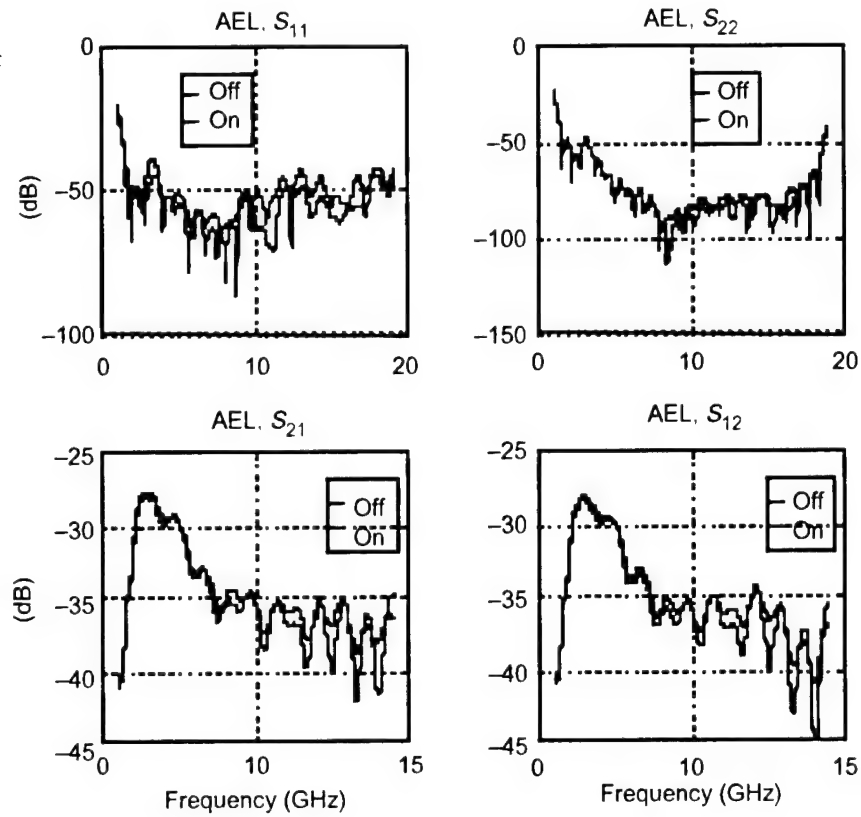 AEL, S11
0
Off
On
−50
(dB)
−100
0
10
20
AEL, S22
0
Off
On
−50
−100
−150
0
10
20
AEL, S21
−25
Off
On
−30
−35
(dB)
−40
−45
0
10
15
Frequency (GHz)
AEL, S12
−25
Off
On
−30
−35
−40
−45
0
10
15
Frequency (GHz)